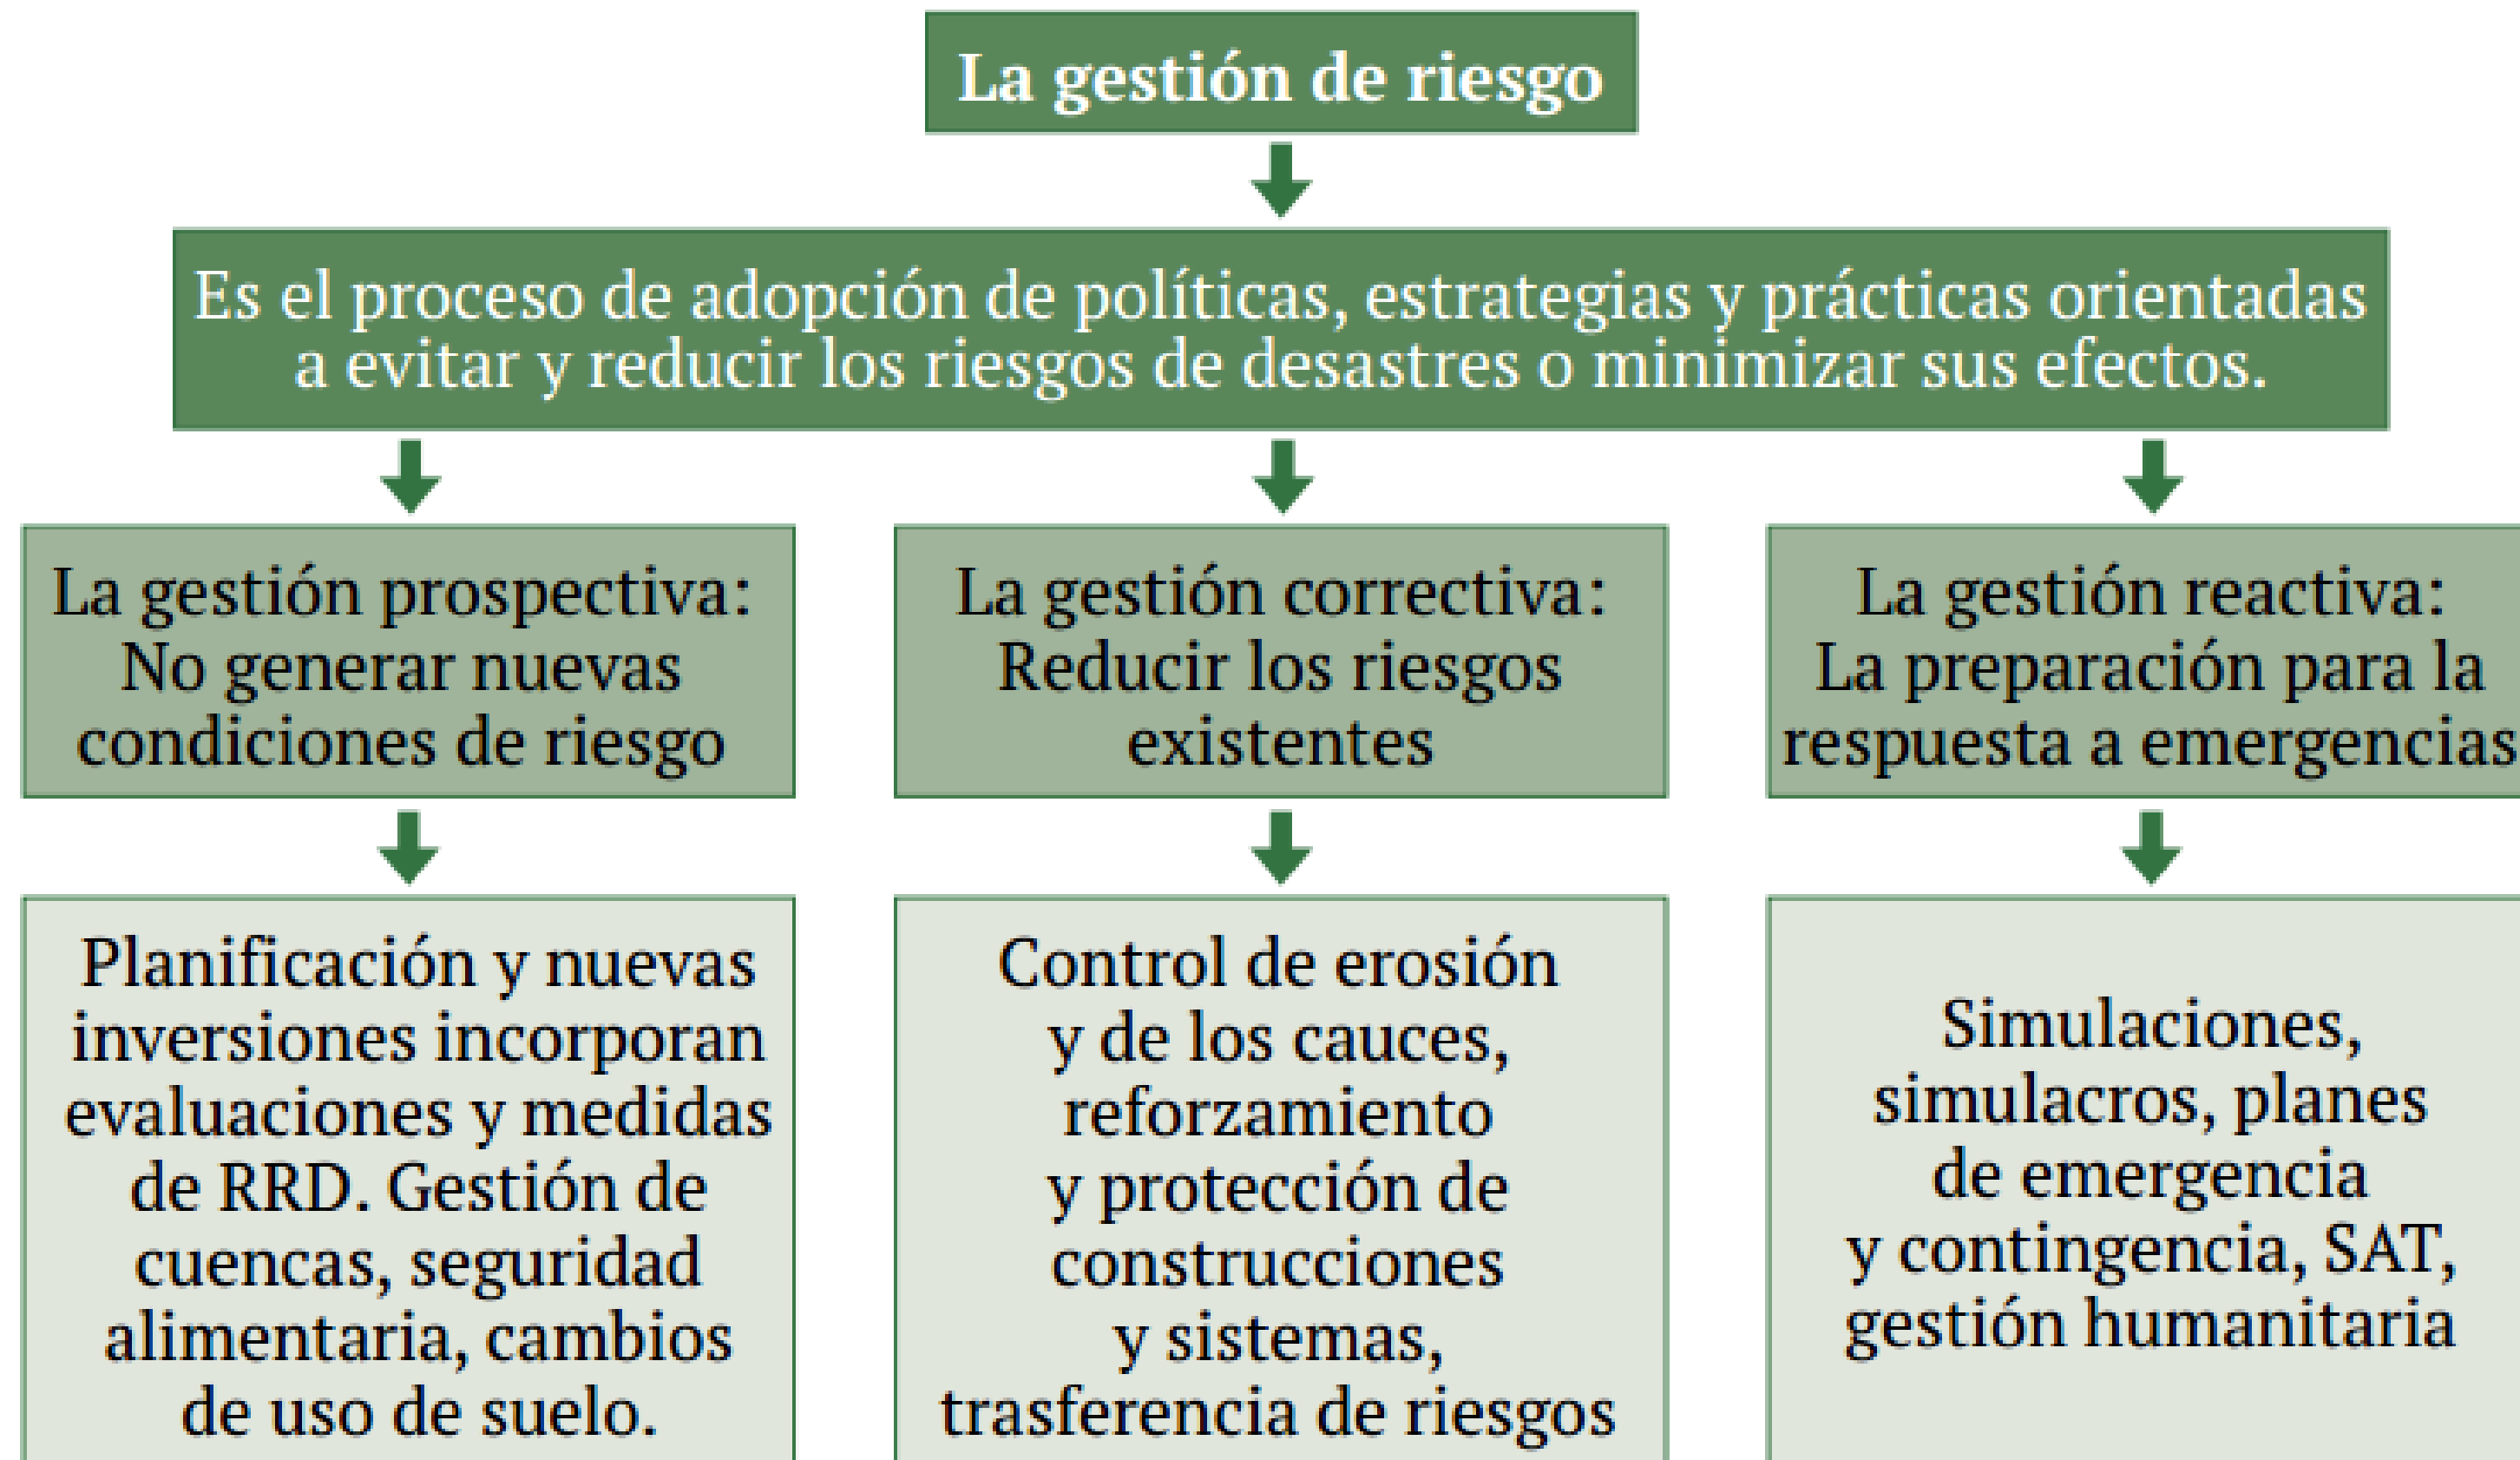 La gestión de riesgo
Es el proceso de adopción de políticas, estrategias y prácticas orientadas
a evitar y reducir los riesgos de desastres o minimizar sus efectos.
La gestión prospectiva:
No generar nuevas
condiciones de riesgo
La gestión correctiva:
Reducir los riesgos
existentes
La gestión reactiva:
La preparación para la
respuesta a emergencias
Planificación y nuevas
inversiones incorporan
evaluaciones y medidas
de RRD. Gestión de
cuencas, seguridad
alimentaria, cambios
de uso de suelo.
Control de erosión
y de los cauces,
reforzamiento
y protección de
construcciones
y sistemas,
trasferencia de riesgos
Simulaciones,
simulacros, planes
de emergencia
y contingencia, SAT,
gestión humanitaria